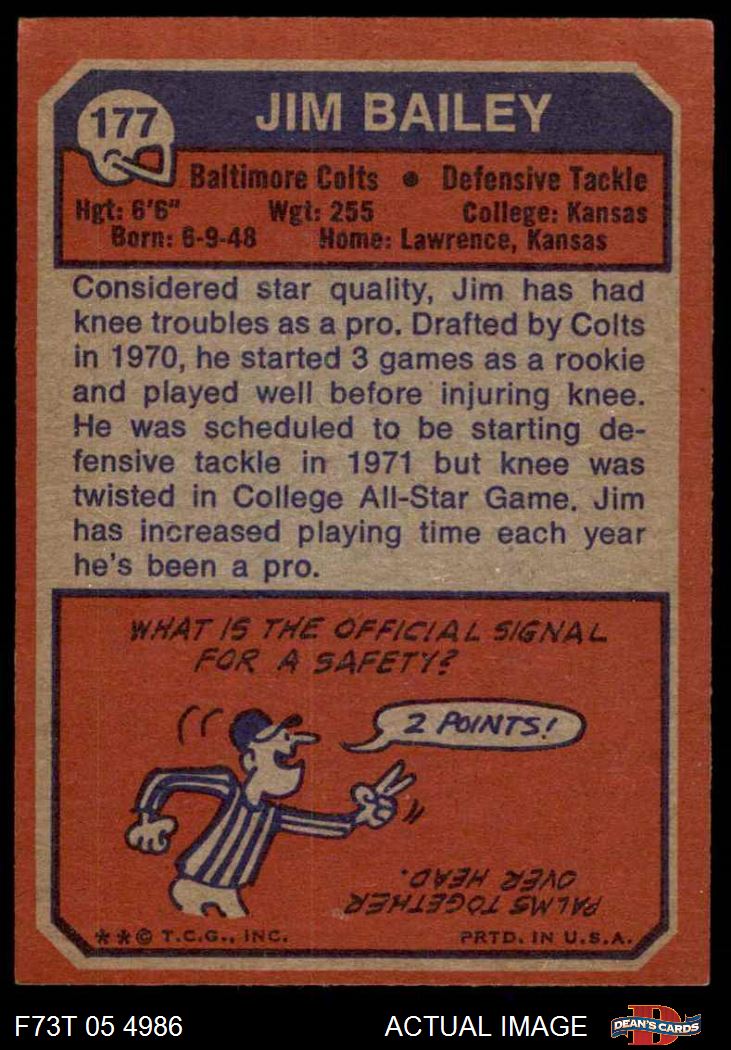 177
JIM BAILEY
Baltimore Colts • Defensive Tackle
Hgt: 6'6" Wgt: 255 College: Kansas
Born: 6-9-48 Home: Lawrence, Kansas
Considered star quality, Jim has had
knee troubles as a pro. Drafted by Colts
in 1970, he started 3 games as a rookie
and played well before injuring knee.
He was scheduled to be starting de-
fensive tackle in 1971 but knee was
twisted in College All-Star Game. Jim
has increased playing time each year
he's been a pro.
WHAT IS THE OFFICIAL SIGNAL
FOR A SAFETY?
2 POINTS!
PALMS TOGETHER
OVER HEAD.
**© T.C.G., INC. PRTD. IN U.S.A.
F73T 05 4986 ACTUAL IMAGE
D
DEAN'S CARDS